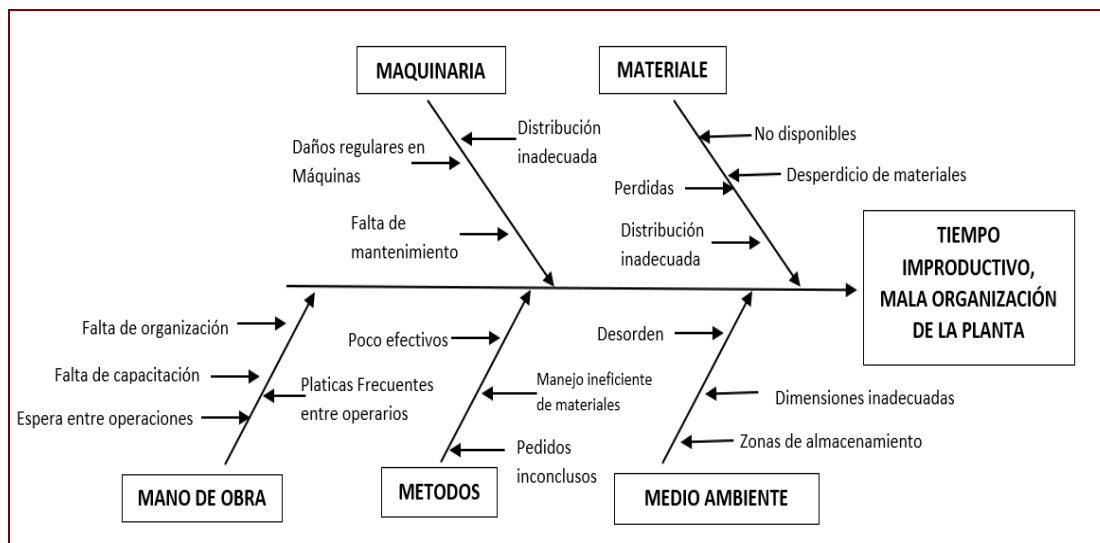 MAQUINARIA
MATERIALE
Distribución
inadecuada
Daños regulares en
Máquinas
Falta de
mantenimiento
No disponibles
Desperdicio de materiales
Perdidas
Distribución
inadecuada
TIEMPO
IMPRODUCTIVO,
MALA ORGANIZACIÓN
DE LA PLANTA
Falta de organización
Falta de capacitación
Espera entre operaciones
Platicas Frecuentes
entre operarios
Poco efectivos
Manejo ineficiente
de materiales
Pedidos
inconclusos
Desorden
Dimensiones inadecuadas
Zonas de almacenamiento
MANO DE OBRA
METODOS
MEDIO AMBIENTE